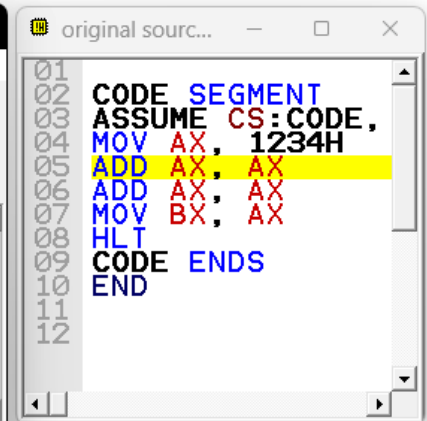 original sourc...
01
02 CODE SEGMENT
03 ASSUME CS:CODE,
04 MOV AX, 1234H
05 ADD AX, AX
06 ADD AX, AX
07 MOV BX, AX
08 HLT
09 CODE ENDS
10 END
11
12